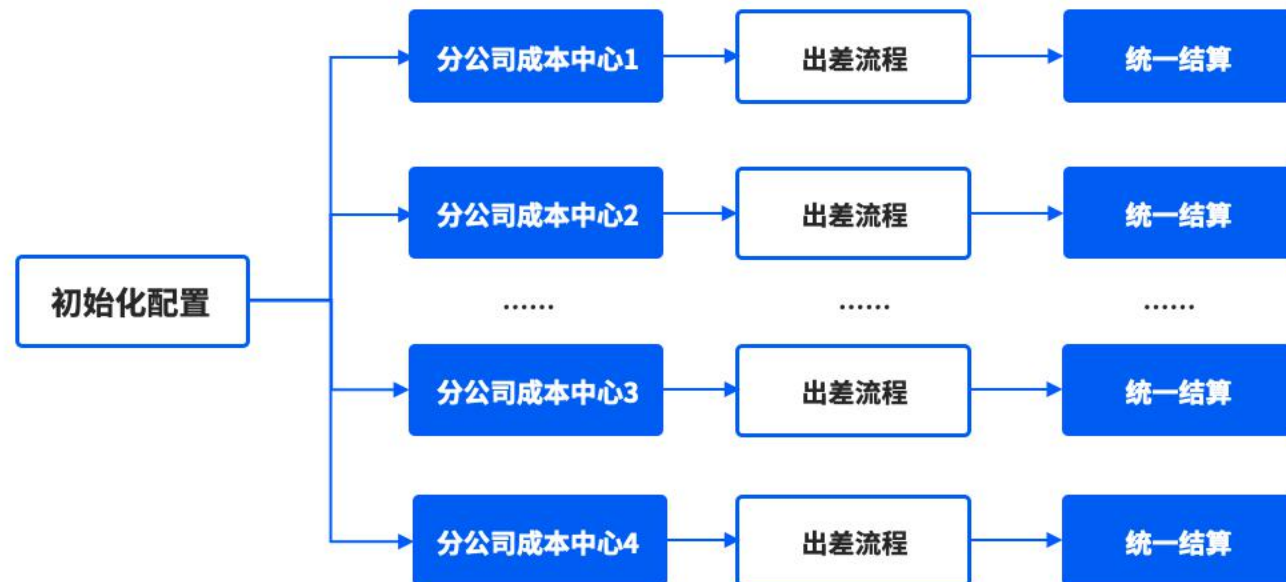 分公司成本中心1
出差流程
统一结算
分公司成本中心2
出差流程
统一结算
初始化配置
......
......
......
分公司成本中心3
出差流程
统一结算
分公司成本中心4
出差流程
统一结算